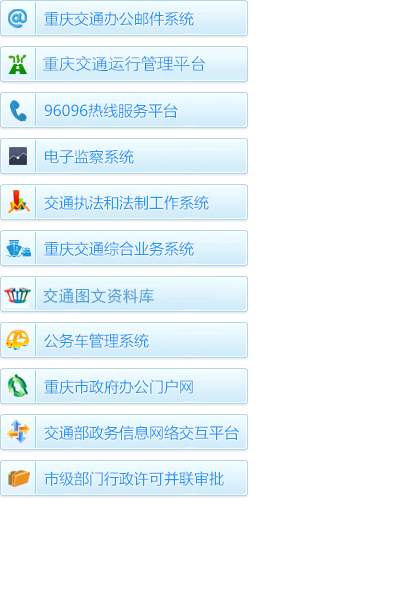 重庆交通办公邮件系统
重庆交通运行管理平台
96096热线服务平台
电子监察系统
交通执法和法制工作系统
重庆交通综合业务系统
交通图文资料库
公务车管理系统
重庆市政府办公门户网
交通部政务信息网络交互平台
市级部门行政许可并联审批